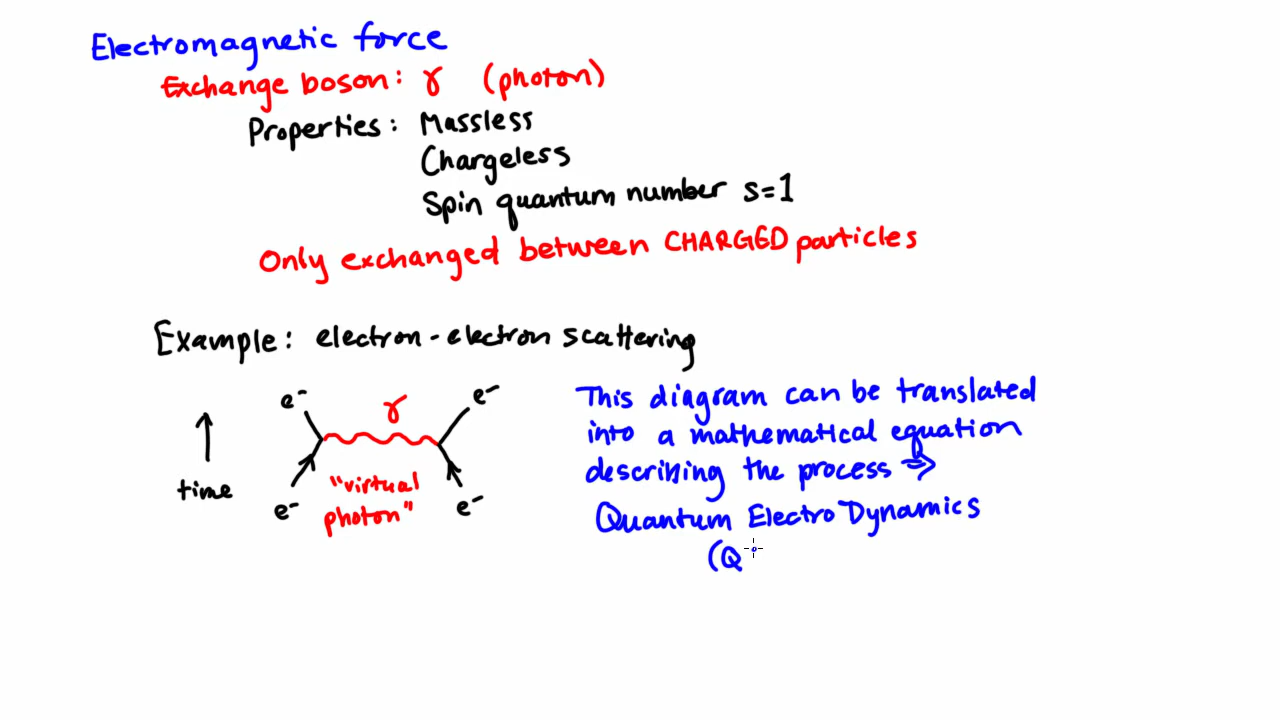 Electromagnetic force
Exchange boson: γ (photon)
Properties: Massless
Chargeless
Spin quantum number s=1
Only exchanged between CHARGED particles
Example: electron-electron scattering
e⁻ γ e⁻
time
e⁻ "virtual photon" e⁻
This diagram can be translated
into a mathematical equation
describing the process ⇒
Quantum ElectroDynamics
(Q